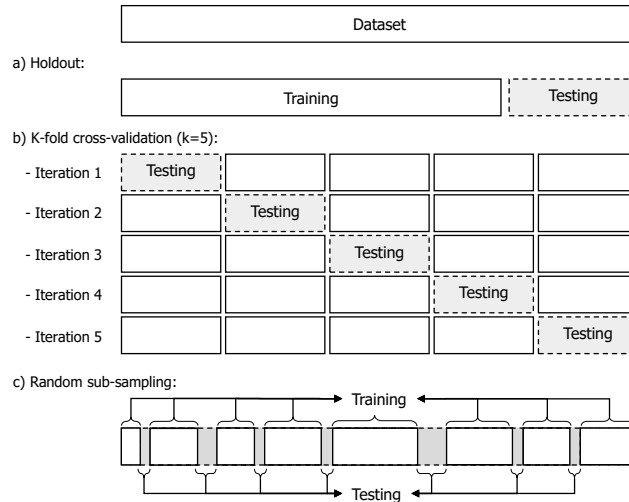 Dataset
a) Holdout:
Training Testing
b) K-fold cross-validation (k=5):
- Iteration 1 Testing
- Iteration 2 Testing
- Iteration 3 Testing
- Iteration 4 Testing
- Iteration 5 Testing
c) Random sub-sampling:
Training
Testing